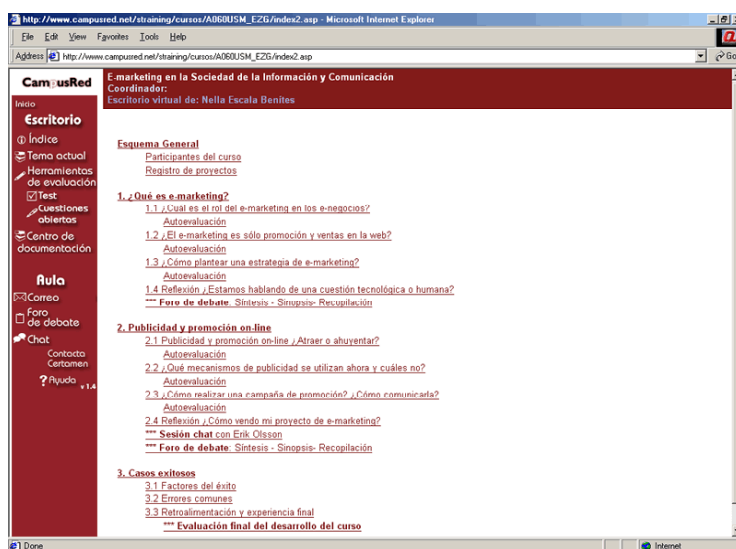 http://www.campusred.net/straining/cursos/A060USM_EZG/index2.asp - Microsoft Internet Explorer
File Edit View Favorites Tools Help
Address http://www.campusred.net/straining/cursos/A060USM_EZG/index2.asp Go
CampusRed
Inicio
Escritorio
Índice
Tema actual
Herramientas
de evaluación
Test
Cuestiones
abiertas
Centro de
documentación
Aula
Correo
Foro
de debate
Chat
Contacto
Certamen
Ayuda v 1.4
E-marketing en la Sociedad de la Información y Comunicación
Coordinador:
Escritorio virtual de: Nella Escala Benítes
Esquema General
Participantes del curso
Registro de proyectos
1. ¿Qué es e-marketing?
1.1 ¿Cuál es el rol del e-marketing en los e-negocios?
Autoevaluación
1.2 ¿El e-marketing es sólo promoción y ventas en la web?
Autoevaluación
1.3 ¿Cómo plantear una estrategia de e-marketing?
Autoevaluación
1.4 Reflexión ¿Estamos hablando de una cuestión tecnológica o humana?
*** Foro de debate: Síntesis - Sinopsis - Recopilación
2. Publicidad y promoción on-line
2.1 Publicidad y promoción on-line ¿Atraer o ahuyentar?
Autoevaluación
2.2 ¿Qué mecanismos de publicidad se utilizan ahora y cuáles no?
Autoevaluación
2.3 ¿Cómo realizar una campaña de promoción? ¿Cómo comunicarla?
Autoevaluación
2.4 Reflexión ¿Cómo vendo mi proyecto de e-marketing?
*** Sesión chat con Erik Olsson
*** Foro de debate: Síntesis - Sinopsis- Recopilación
3. Casos exitosos
3.1 Factores del éxito
3.2 Errores comunes
3.3 Retroalimentación y experiencia final
*** Evaluación final del desarrollo del curso
Done Internet